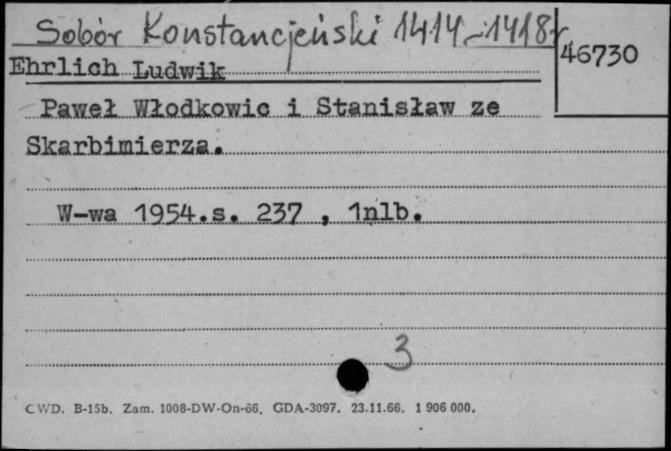 Sobór Konstancjeński 1414-1418r
46730
Ehrlich Ludwik
Paweł Włodkowic i Stanisław ze
Skarbimierza.
W-wa 1954.s. 237 , 1nlb.
3
CWD. B-15b. Zam. 1008-DW-On-66. GDA-3097. 23.11.66. 1 906 000.